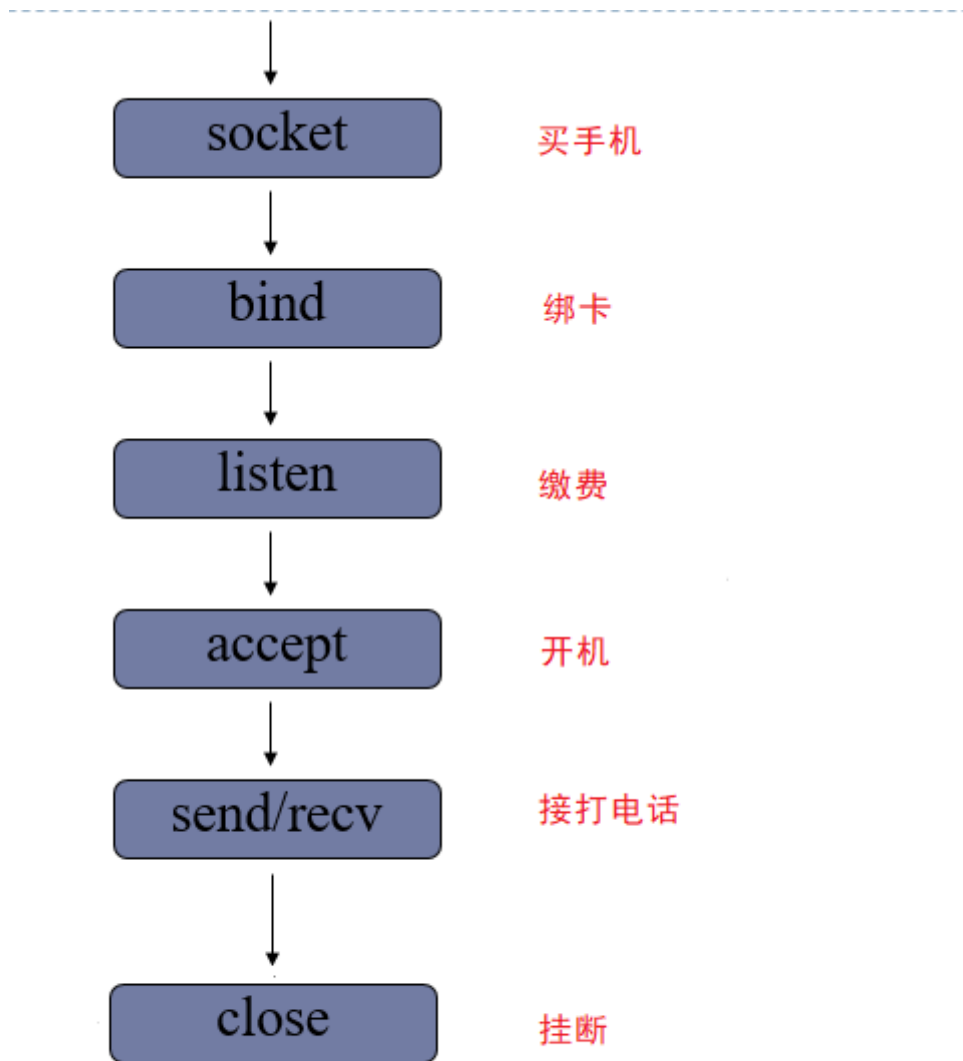 socket 买手机
bind 绑卡
listen 缴费
accept 开机
send/recv 接打电话
close 挂断